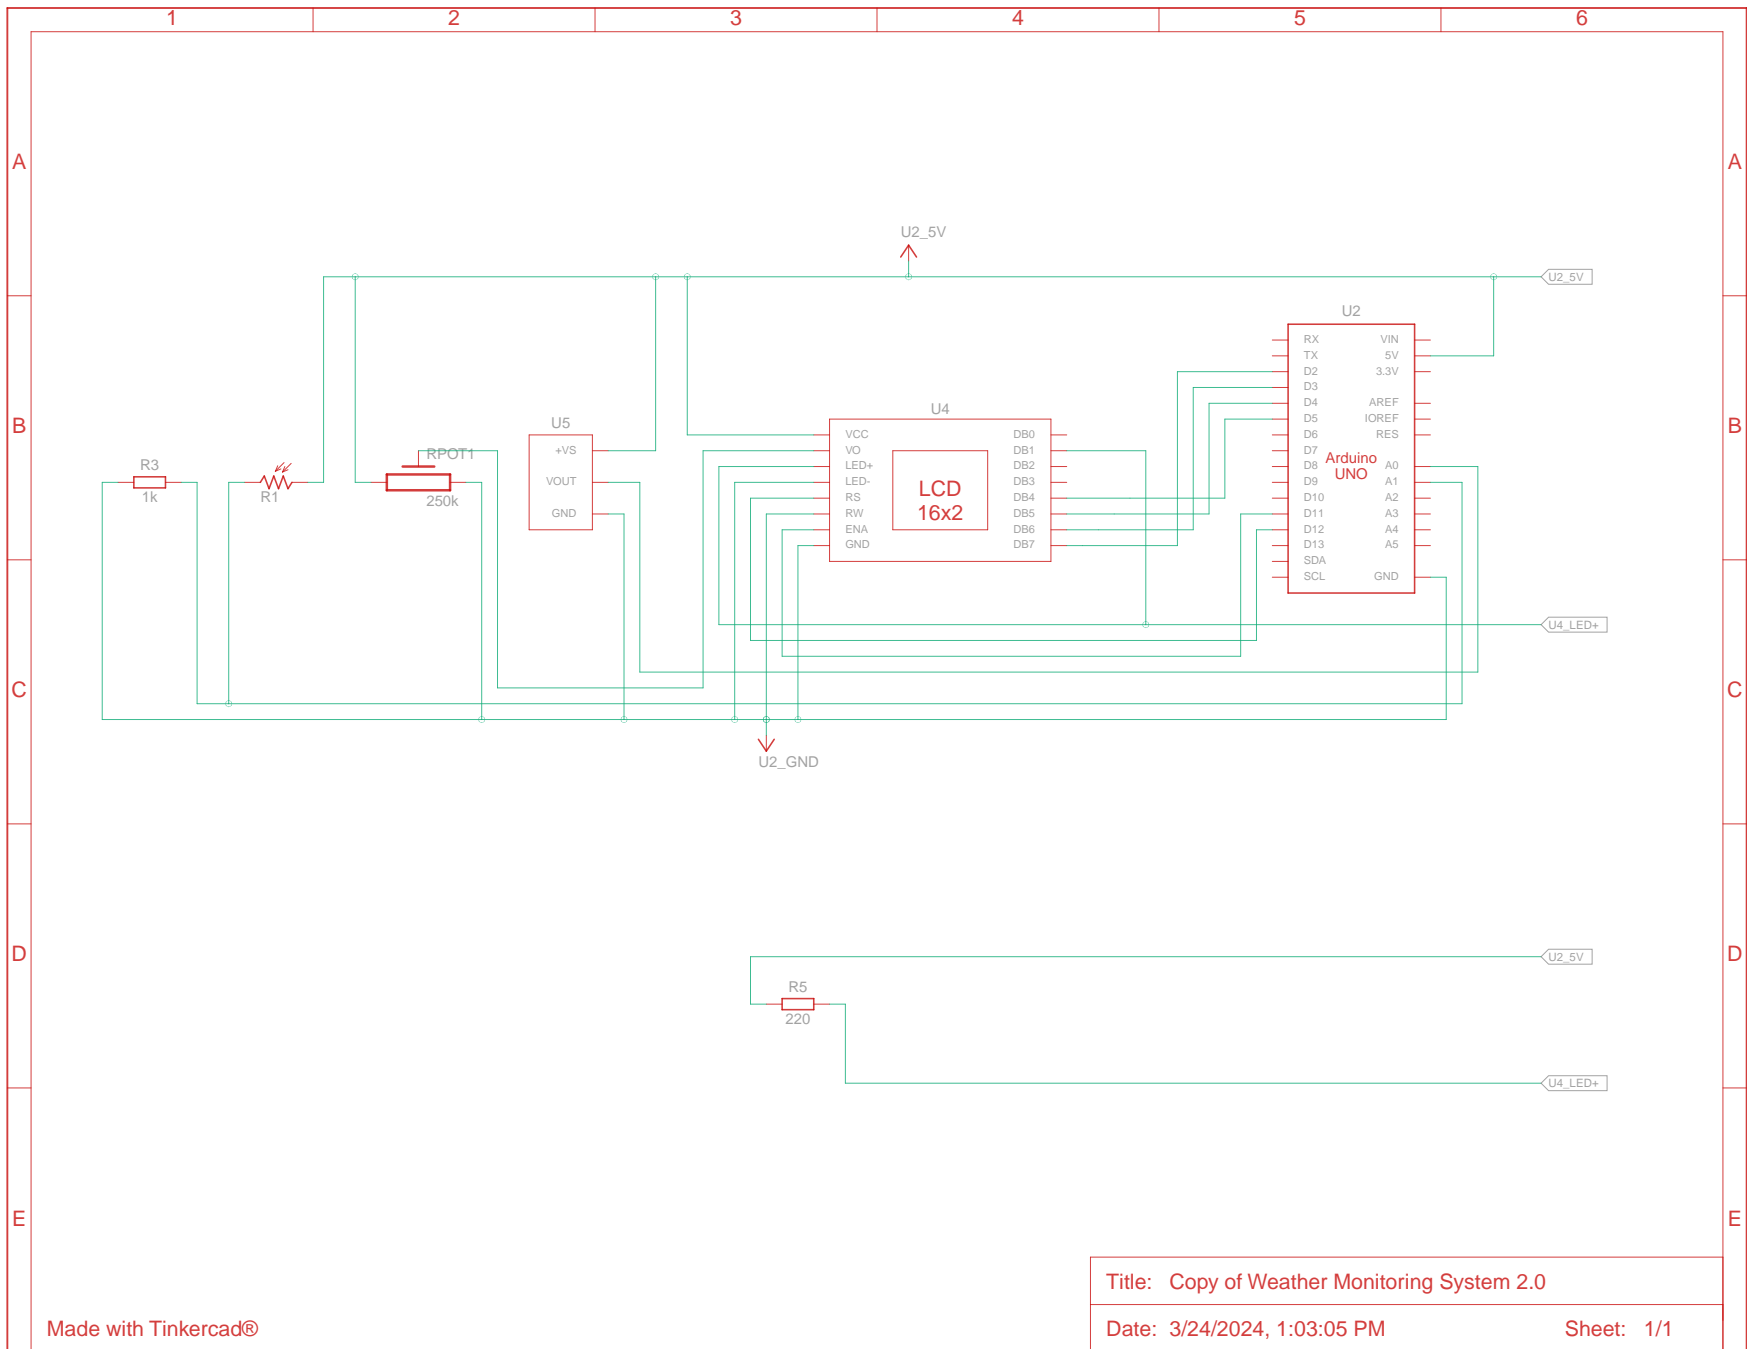 1 2 3 4 5 6
A A
U2_5V
U2_5V
U2
RX VIN
TX 5V
D2 3.3V
D3
D4 AREF
D5 IOREF
D6 RES
D7
D8 A0
D9 A1
D10 A2
D11 A3
D12 A4
D13 A5
SDA
SCL GND
Arduino
UNO
B B
U4
VCC DB0
VO DB1
LED+ DB2
LED- DB3
RS DB4
RW DB5
ENA DB6
GND DB7
LCD
16x2
U5
+VS
VOUT
GND
RPOT1
250k
R3
1k
R1
U4_LED+
C C
U2_GND
D D
U2_5V
R5
220
U4_LED+
E E
Title: Copy of Weather Monitoring System 2.0
Made with Tinkercad®
Date: 3/24/2024, 1:03:05 PM Sheet: 1/1